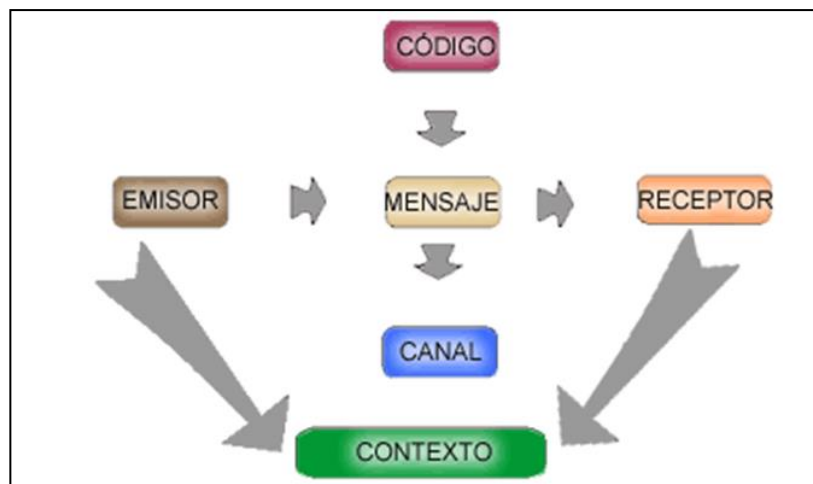 CÓDIGO
EMISOR
MENSAJE
RECEPTOR
CANAL
CONTEXTO